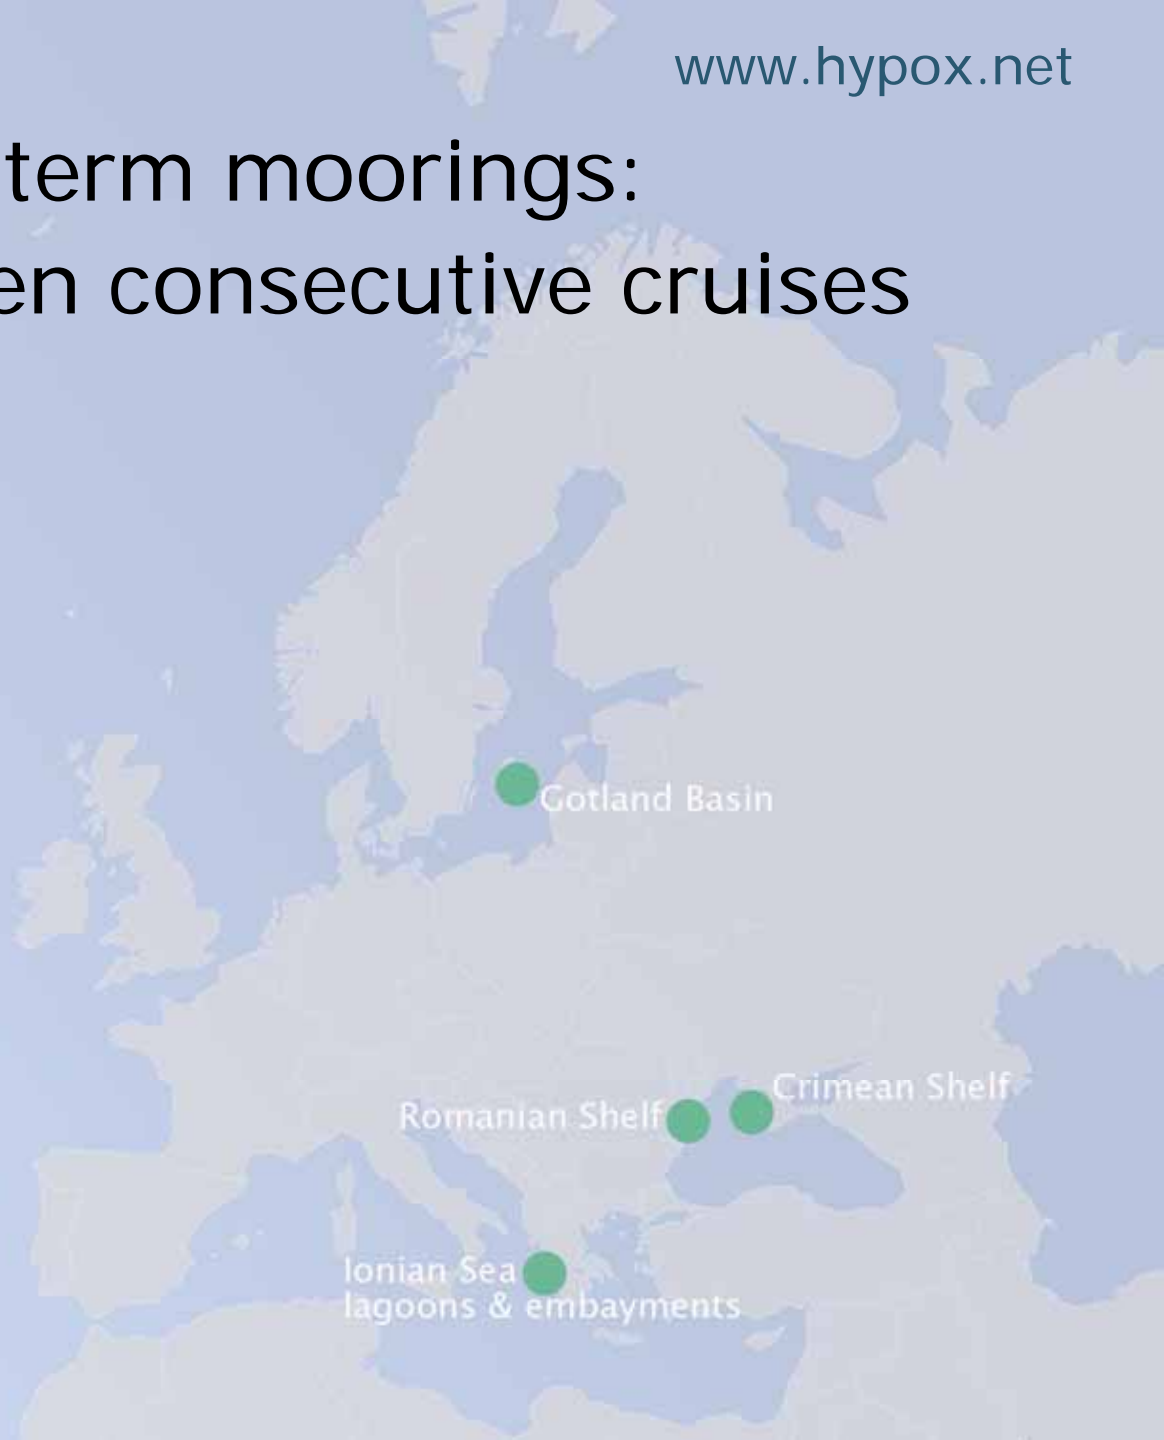 www.hypox.net
term moorings:
en consecutive cruises
Gotland Basin
Crimean Shelf
Romanian Shelf
Ionian Sea
lagoons & embayments